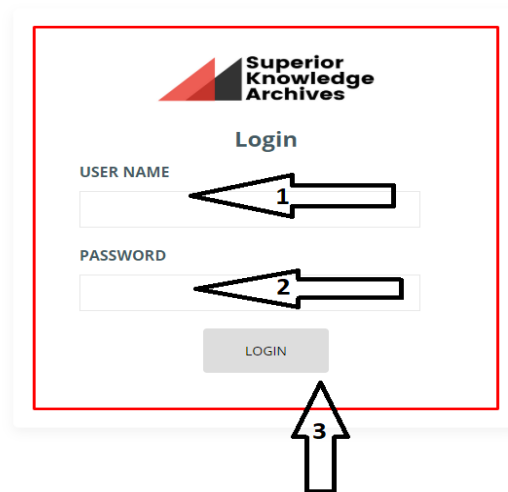 Superior
Knowledge
Archives
Login
USER NAME
1
PASSWORD
2
LOGIN
3